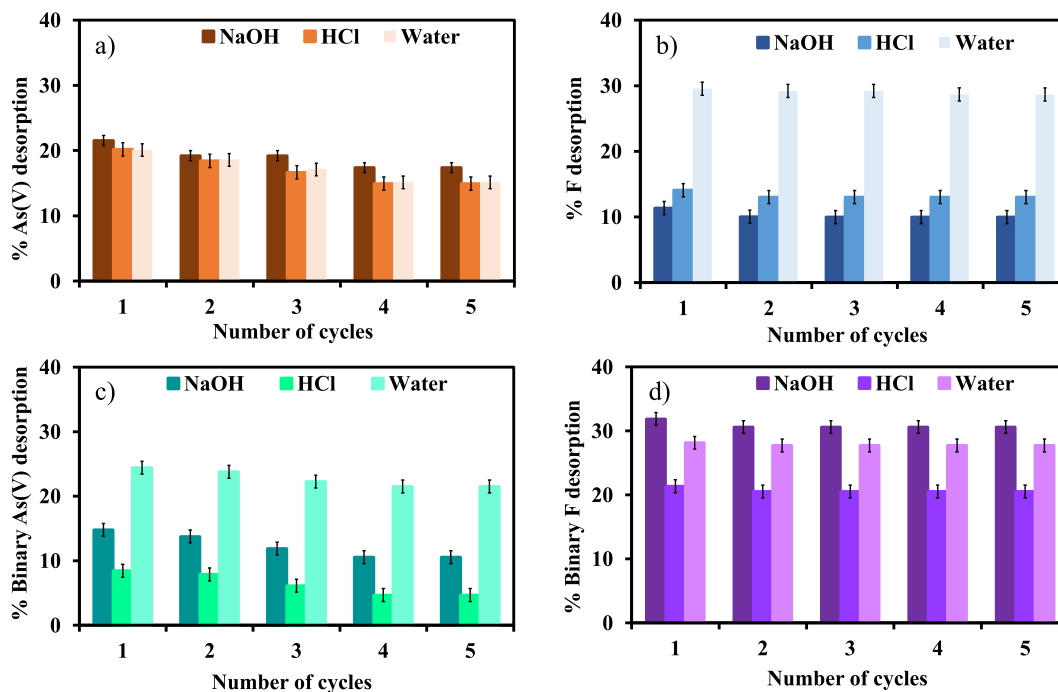 a)
NaOH HCl Water
40
30
20
10
0
% As(V) desorption
1 2 3 4 5
Number of cycles
b)
NaOH HCl Water
40
30
20
10
0
% F desorption
1 2 3 4 5
Number of cycles
c)
NaOH HCl Water
40
30
20
10
0
% Binary As(V) desorption
1 2 3 4 5
Number of cycles
d)
NaOH HCl Water
40
30
20
10
0
% Binary F desorption
1 2 3 4 5
Number of cycles